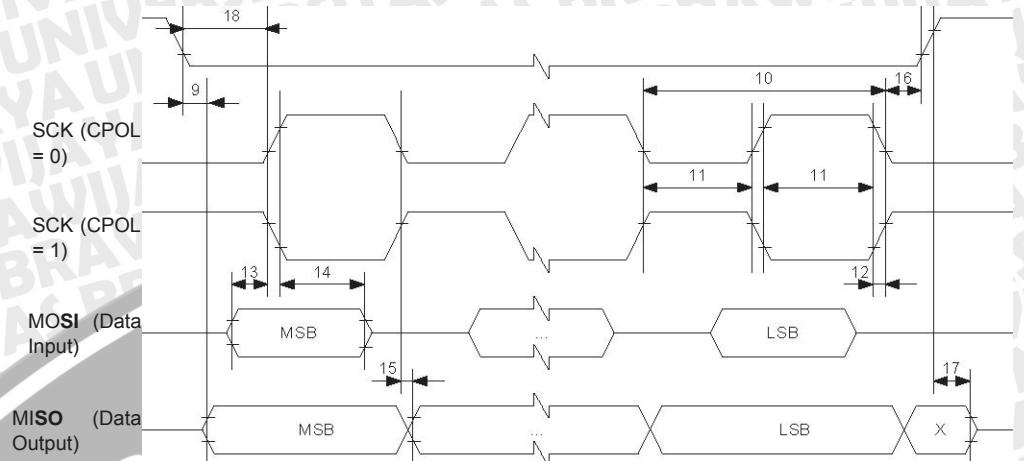 18
9
10
16
SCK (CPOL
= 0)
11
11
SCK (CPOL
= 1)
13
14
12
MOSI (Data
Input)
MSB
...
LSB
15
17
MISO (Data
Output)
MSB
...
LSB
X